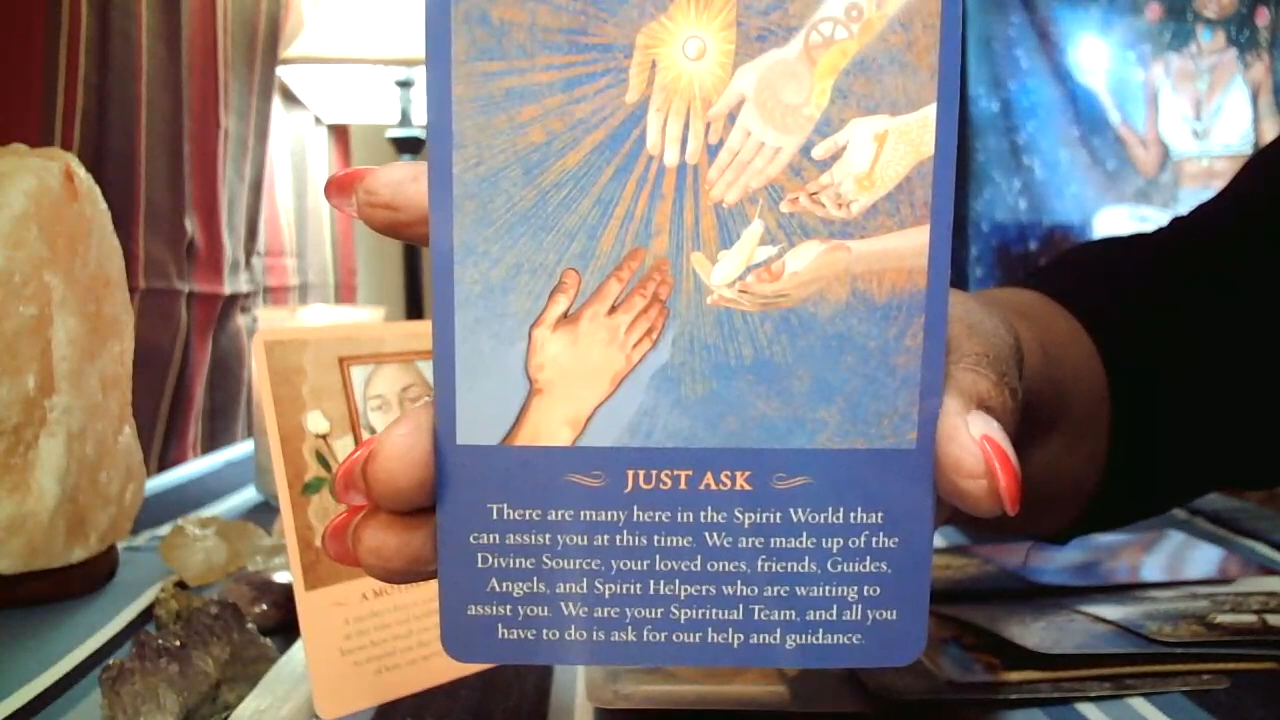 JUST ASK
There are many here in the Spirit World that
can assist you at this time. We are made up of the
Divine Source, your loved ones, friends, Guides,
Angels, and Spirit Helpers who are waiting to
assist you. We are your Spiritual Team, and all you
have to do is ask for our help and guidance.
A